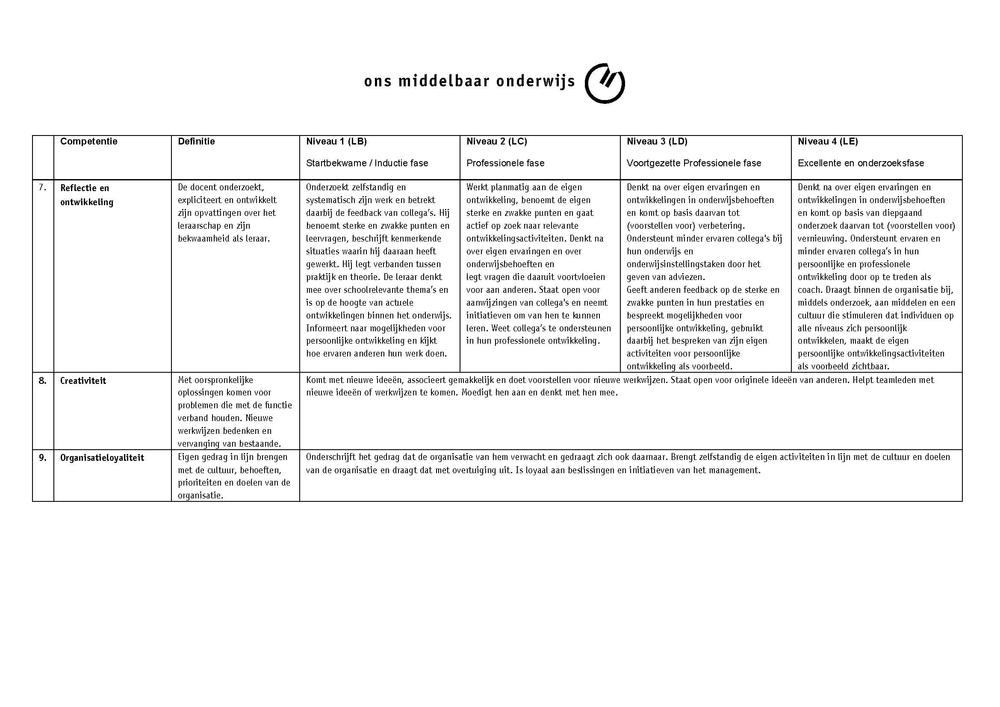 ons middelbaar onderwijs
Competentie
Definitie
Niveau 1 (LB)
Startbekwame / Inductie fase
Niveau 2 (LC)
Professionele fase
Niveau 3 (LD)
Voortgezette Professionele fase
Niveau 4 (LE)
Excellente en onderzoeksfase
7.
Reflectie en
ontwikkeling
De docent onderzoekt,
expliciteert en ontwikkelt
zijn opvattingen over het
leraarschap en zijn
bekwaamheid als leraar.
Onderzoekt zelfstandig en
systematisch zijn werk en betrekt
daarbij de feedback van collega’s. Hij
benoemt sterke en zwakke punten en
leervragen, beschrijft kenmerkende
situaties waarin hij daaraan heeft
gewerkt. Hij legt verbanden tussen
praktijk en theorie. De leraar denkt
mee over schoolrelevante thema’s en
is op de hoogte van actuele
ontwikkelingen binnen het onderwijs.
Informeert naar mogelijkheden voor
persoonlijke ontwikkeling en kijkt
hoe ervaren anderen hun werk doen.
Werkt planmatig aan de eigen
ontwikkeling, benoemt de eigen
sterke en zwakke punten en gaat
actief op zoek naar relevante
ontwikkelingsactiviteiten. Denkt na
over eigen ervaringen en over
onderwijsbehoeften en
legt vragen die daaruit voortvloeien
voor aan anderen. Staat open voor
aanwijzingen van collega's en neemt
initiatieven om van hen te kunnen
leren. Weet collega’s te ondersteunen
in hun professionele ontwikkeling.
Denkt na over eigen ervaringen en
ontwikkelingen in onderwijsbehoeften
en komt op basis daarvan tot
(voorstellen voor) verbetering.
Ondersteunt minder ervaren collega's bij
hun onderwijs en
onderwijsinstellingstaken door het
geven van adviezen.
Geeft anderen feedback op de sterke en
zwakke punten in hun prestaties en
bespreekt mogelijkheden voor
persoonlijke ontwikkeling, gebruikt
daarbij het bespreken van zijn eigen
activiteiten voor persoonlijke
ontwikkeling als voorbeeld.
Denkt na over eigen ervaringen en
ontwikkelingen in onderwijsbehoeften
en komt op basis van diepgaand
onderzoek daarvan tot (voorstellen voor)
vernieuwing. Ondersteunt ervaren en
minder ervaren collega’s in hun
persoonlijke en professionele
ontwikkeling door op te treden als
coach. Draagt binnen de organisatie bij,
middels onderzoek, aan middelen en een
cultuur die stimuleren dat individuen op
alle niveaus zich persoonlijk
ontwikkelen, maakt de eigen
persoonlijke ontwikkelingsactiviteiten
als voorbeeld zichtbaar.
8.
Creativiteit
Met oorspronkelijke
oplossingen komen voor
problemen die met de functie
verband houden. Nieuwe
werkwijzen bedenken en
vervanging van bestaande.
Komt met nieuwe ideeën, associeert gemakkelijk en doet voorstellen voor nieuwe werkwijzen. Staat open voor originele ideeën van anderen. Helpt teamleden met
nieuwe ideeën of werkwijzen te komen. Moedigt hen aan en denkt met hen mee.
9.
Organisatieloyaliteit
Eigen gedrag in lijn brengen
met de cultuur, behoeften,
prioriteiten en doelen van de
organisatie.
Onderschrijft het gedrag dat de organisatie van hem verwacht en gedraagt zich ook daarnaar. Brengt zelfstandig de eigen activiteiten in lijn met de cultuur en doelen
van de organisatie en draagt dat met overtuiging uit. Is loyaal aan beslissingen en initiatieven van het management.